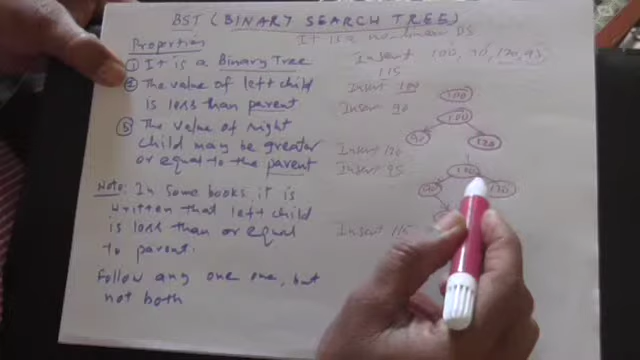 BST (BINARY SEARCH TREE)
It is a non linear DS
Properties
Insert 100, 90, 120, 95
115
① It is a Binary Tree
② The value of left child
is less than parent
③ The value of right
child may be greater
or equal to the parent
Note: In some books it is
written that left child
is less than or equal
to parent.
Follow any one one, but
not both
Insert 100
100
Insert 90
100
90
120
Insert 120
Insert 95
100
90
120
Insert 115